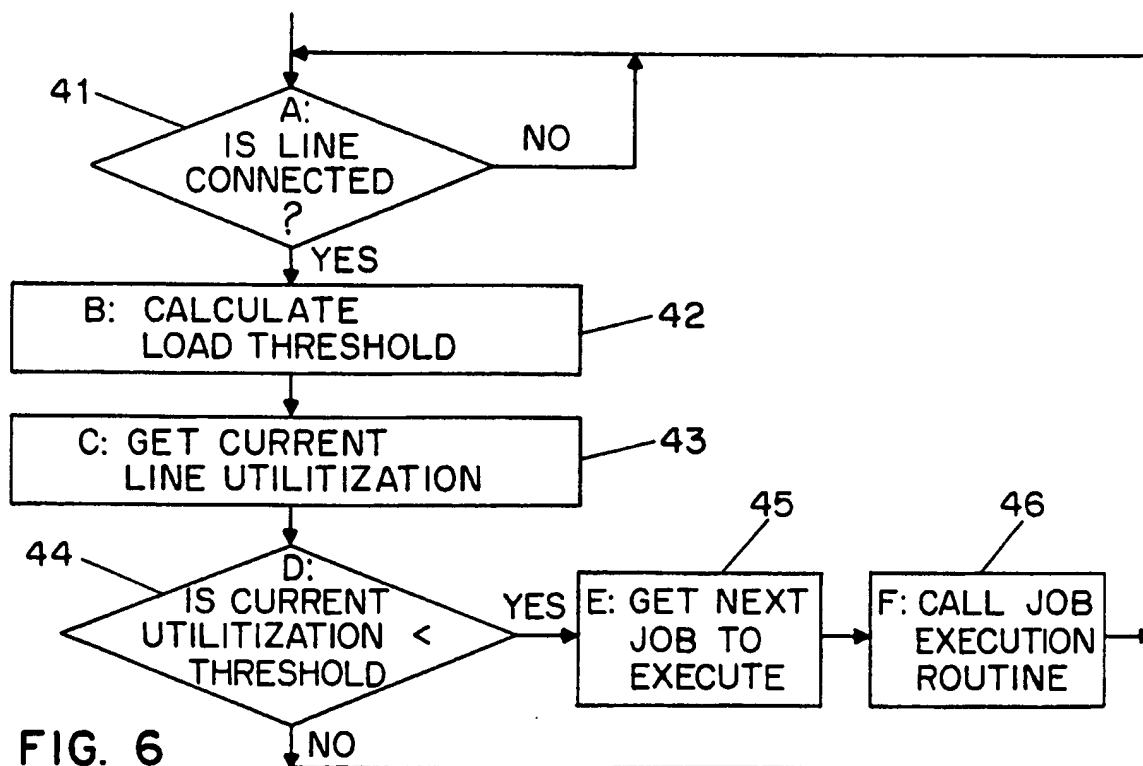 41
A:
IS LINE
CONNECTED
?
NO
YES
B: CALCULATE
LOAD THRESHOLD
42
C: GET CURRENT
LINE UTILITIZATION
43
44
D:
IS CURRENT
UTILITIZATION <
THRESHOLD
YES
NO
45
E: GET NEXT
JOB TO
EXECUTE
46
F: CALL JOB
EXECUTION
ROUTINE
FIG. 6